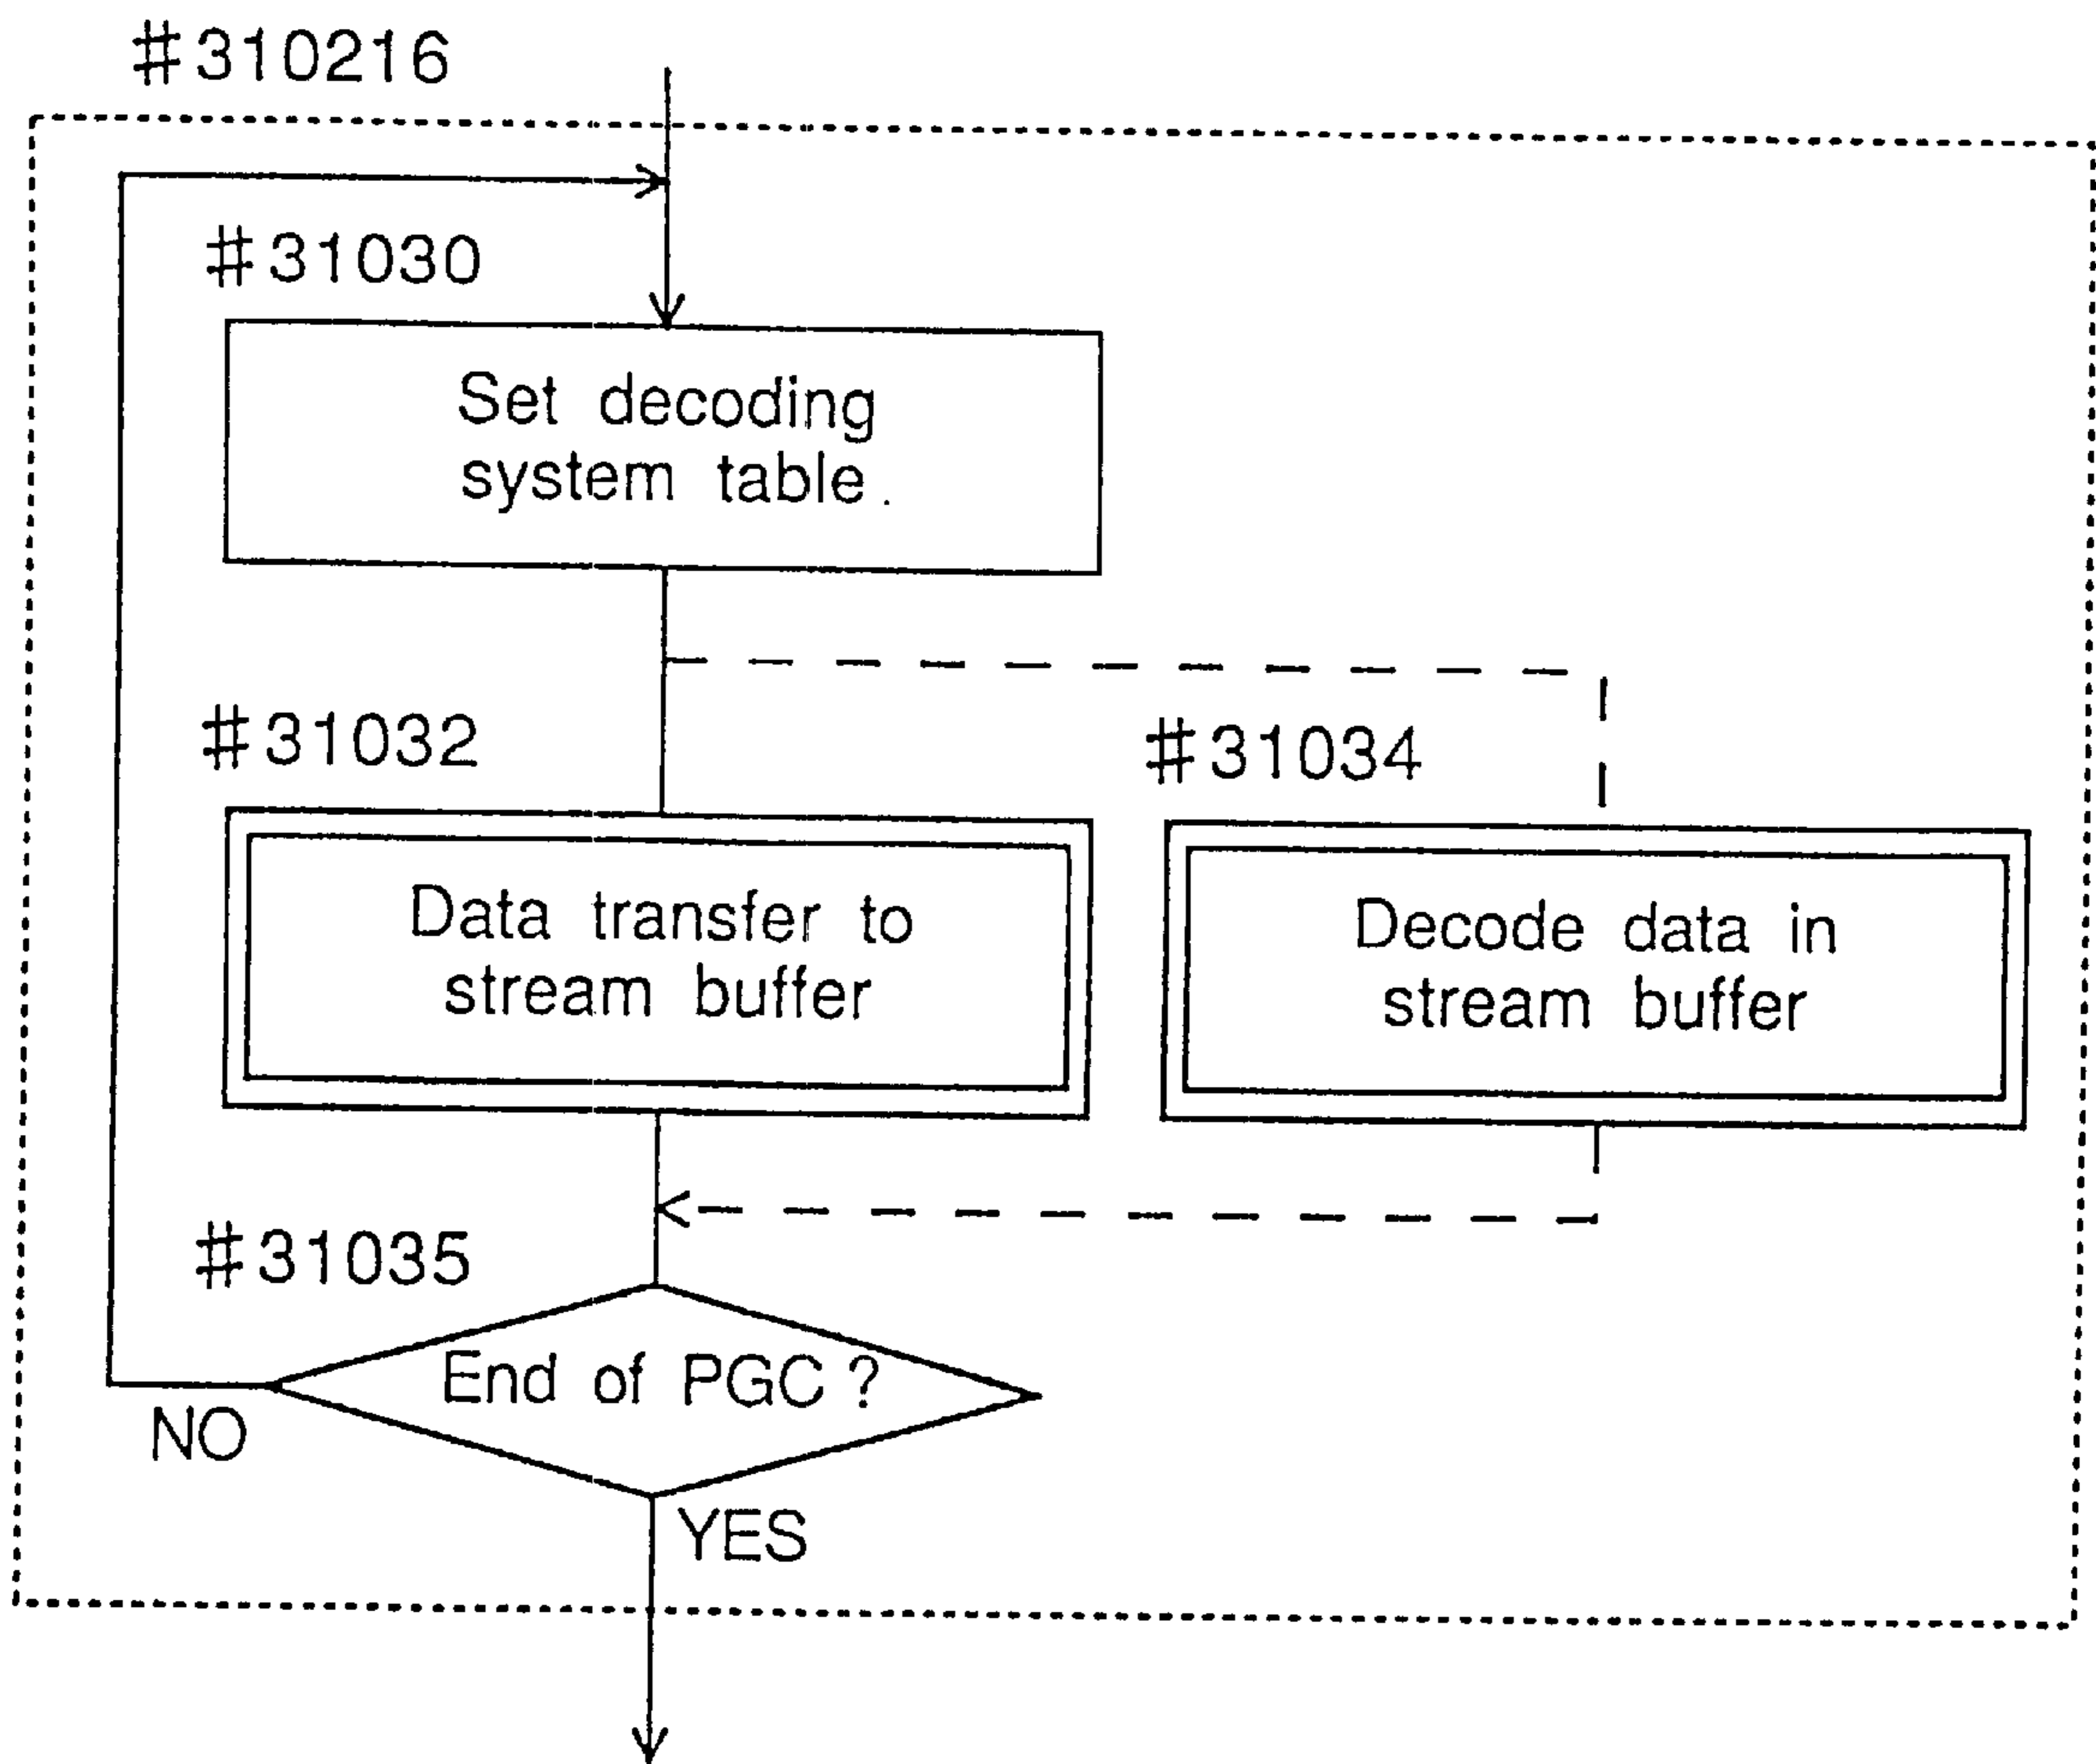 #310216
#31030
Set decoding
system table.
#31032
#31034
Data transfer to
stream buffer
Decode data in
stream buffer
#31035
End of PGC ?
NO
YES